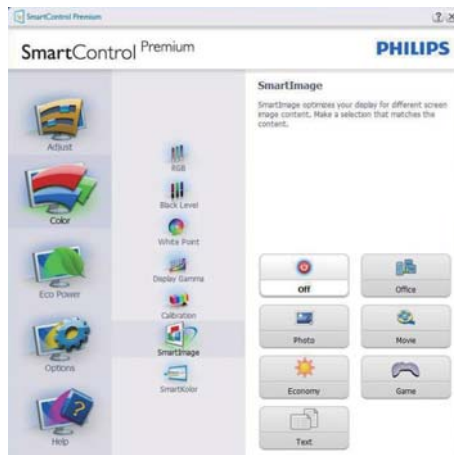 SmartControl Premium
SmartControl Premium
PHILIPS
Adjust
Color
Eco Power
Options
Help
RGB
Black Level
White Point
Display Gamma
Calibration
SmartImage
SmartKolor
SmartImage
SmartImage optimizes your display for different screen
image content. Make a selection that matches the
content.
Off
Office
Photo
Movie
Economy
Game
Text